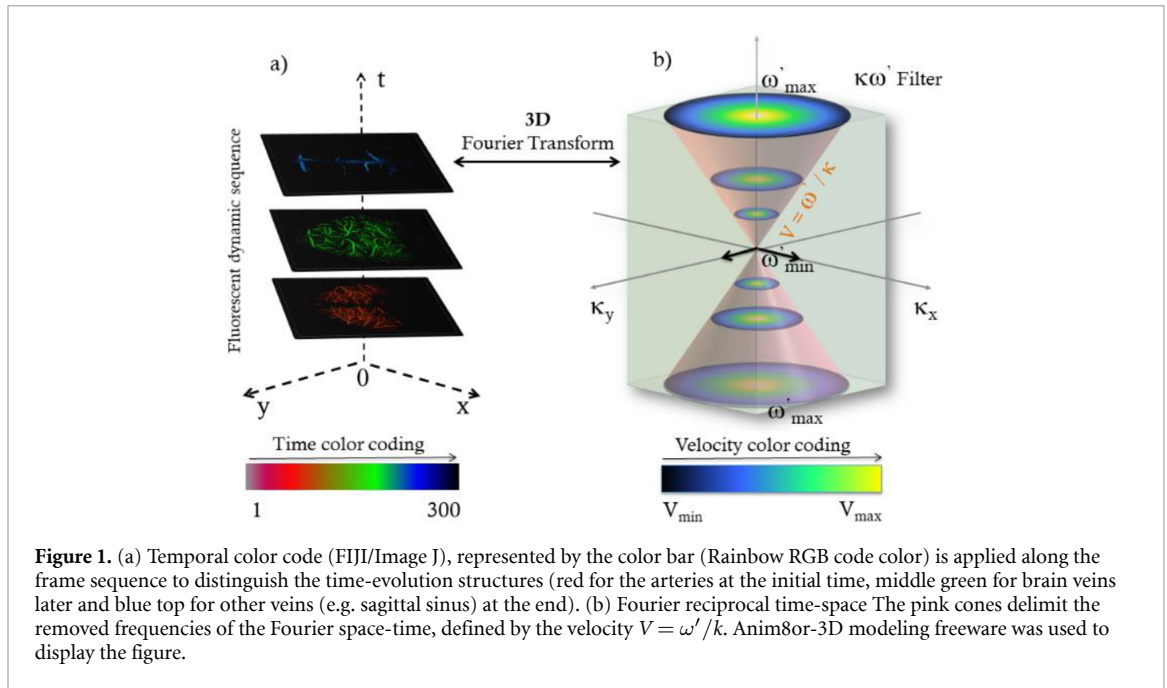 a)
t
Fluorescent dynamic sequence
0
y
x
Time color coding
1
300
3D
Fourier Transform
b)
ω'max
κω' Filter
V = ω'/κ
ω'min
κy
κx
ω'max
Velocity color coding
Vmin
Vmax
Figure 1. (a) Temporal color code (FIJI/Image J), represented by the color bar (Rainbow RGB code color) is applied along the
frame sequence to distinguish the time-evolution structures (red for the arteries at the initial time, middle green for brain veins
later and blue top for other veins (e.g. sagittal sinus) at the end). (b) Fourier reciprocal time-space The pink cones delimit the
removed frequencies of the Fourier space-time, defined by the velocity V = ω′/k. Anim8or-3D modeling freeware was used to
display the figure.